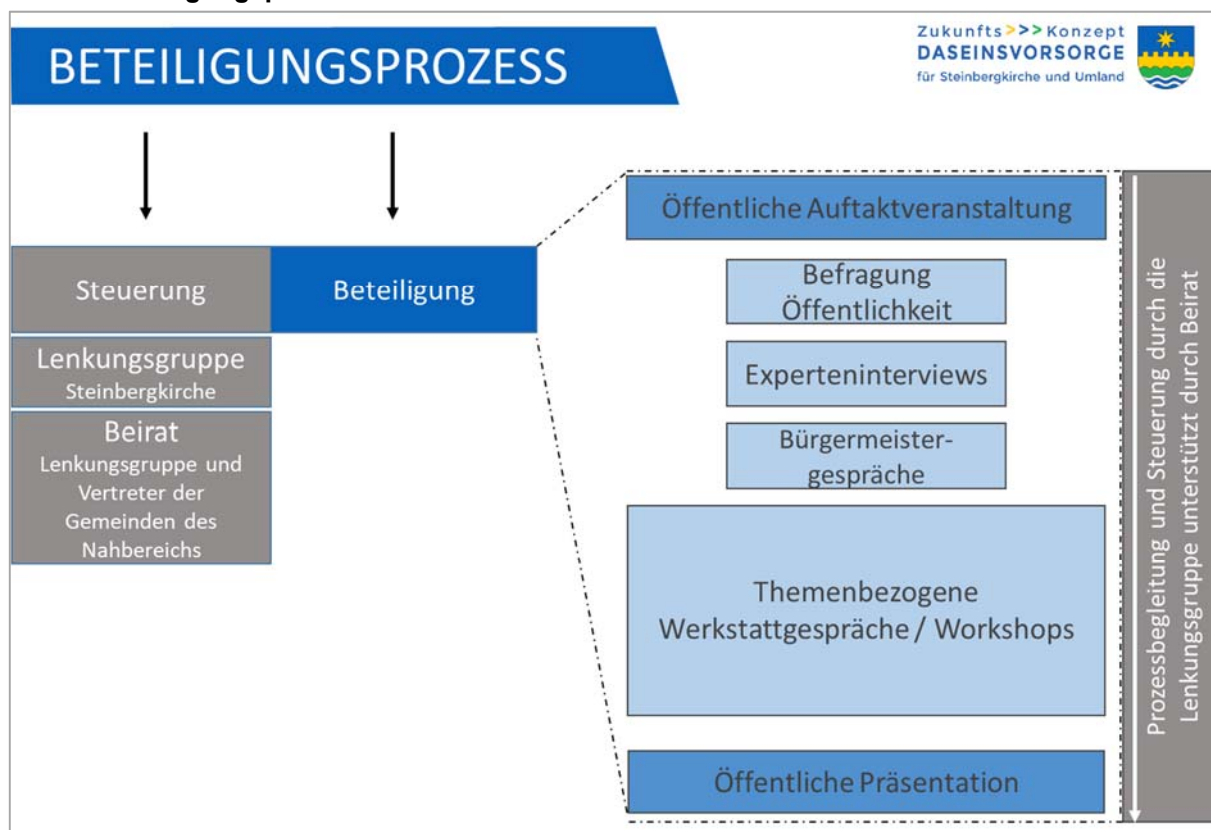 BETEILIGUNGSPROZESS
Zukunfts>>>Konzept
DASEINSVORSORGE
für Steinbergkirche und Umland
Steuerung
Beteiligung
Lenkungsgruppe
Steinbergkirche
Beirat
Lenkungsgruppe und
Vertreter der
Gemeinden des
Nahbereichs
Öffentliche Auftaktveranstaltung
Befragung
Öffentlichkeit
Experteninterviews
Bürgermeister-
gespräche
Themenbezogene
Werkstattgespräche / Workshops
Öffentliche Präsentation
Prozessbegleitung und Steuerung durch die
Lenkungsgruppe unterstützt durch Beirat